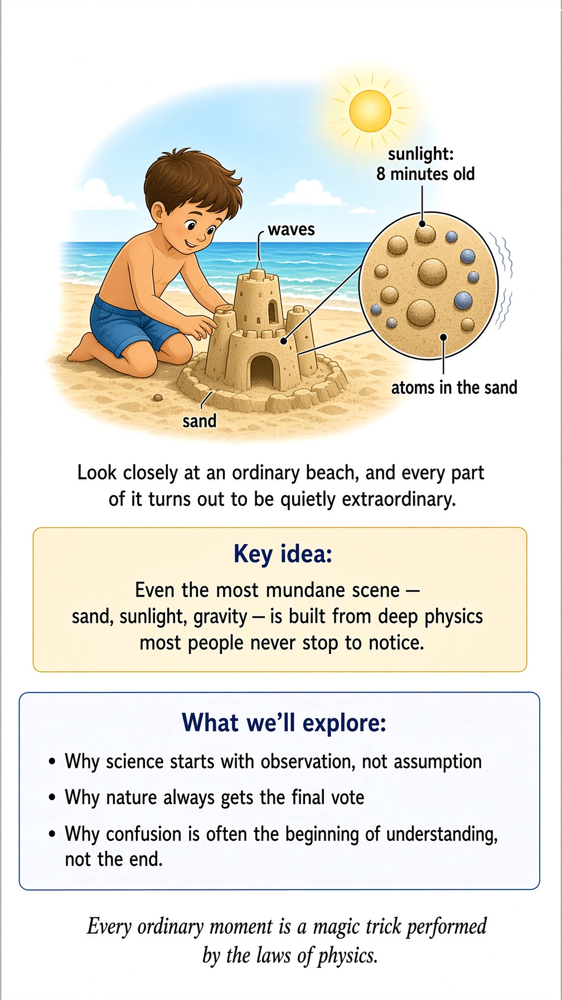 sunlight:
8 minutes old
waves
atoms in the sand
sand
Look closely at an ordinary beach, and every part
of it turns out to be quietly extraordinary.
Key idea:
Even the most mundane scene —
sand, sunlight, gravity — is built from deep physics
most people never stop to notice.
What we’ll explore:
• Why science starts with observation, not assumption
• Why nature always gets the final vote
• Why confusion is often the beginning of understanding,
not the end.
Every ordinary moment is a magic trick performed
by the laws of physics.